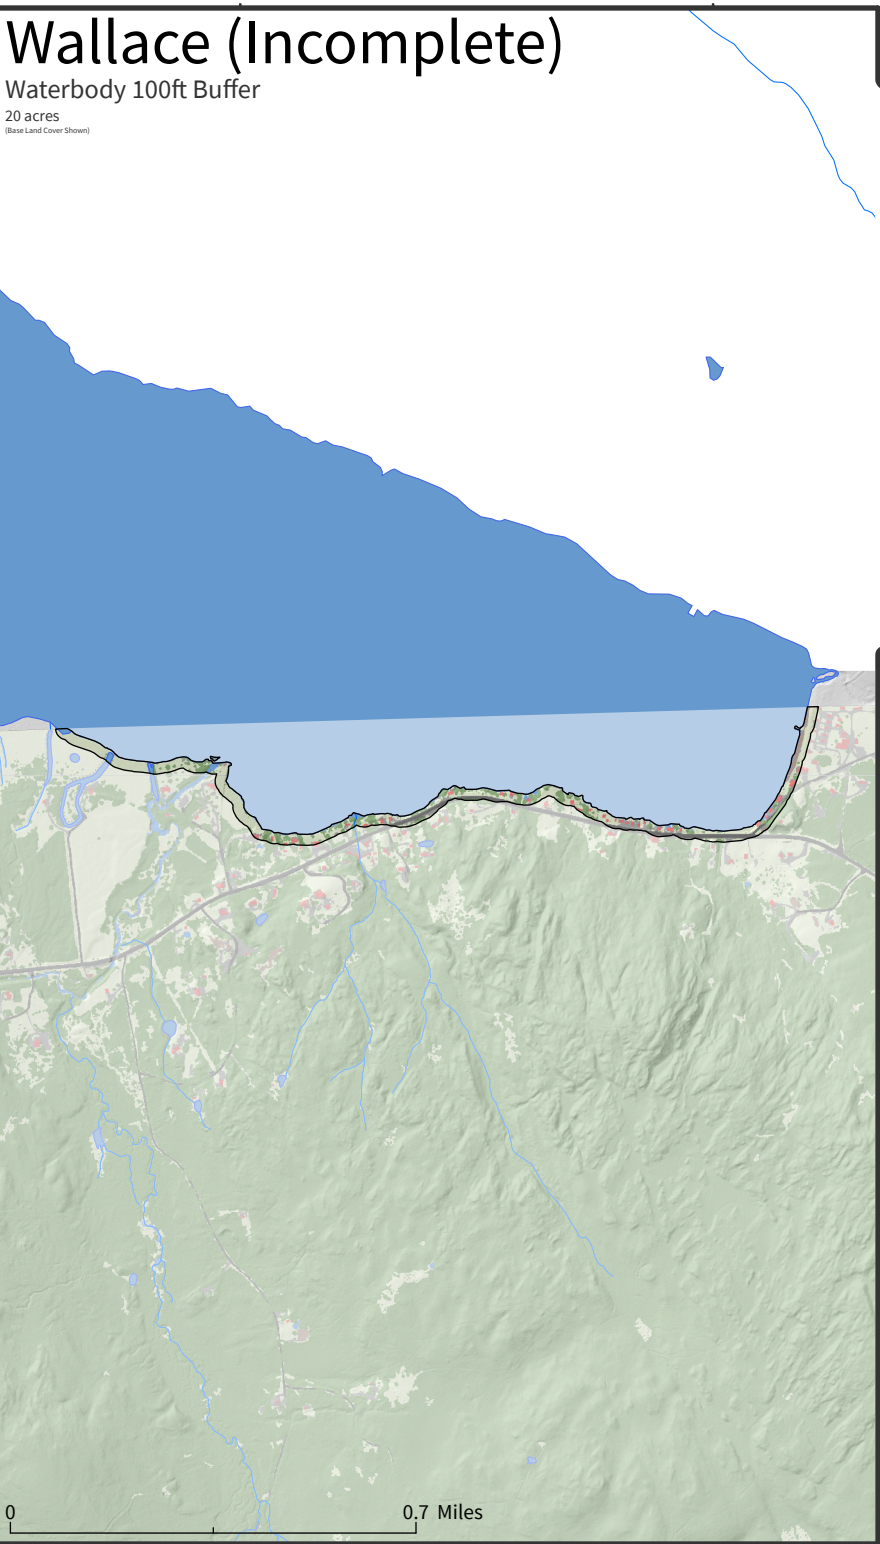 Wallace (Incomplete)
Waterbody 100ft Buffer
20 acres
(Base Land Cover Shown)
0 0.7 Miles